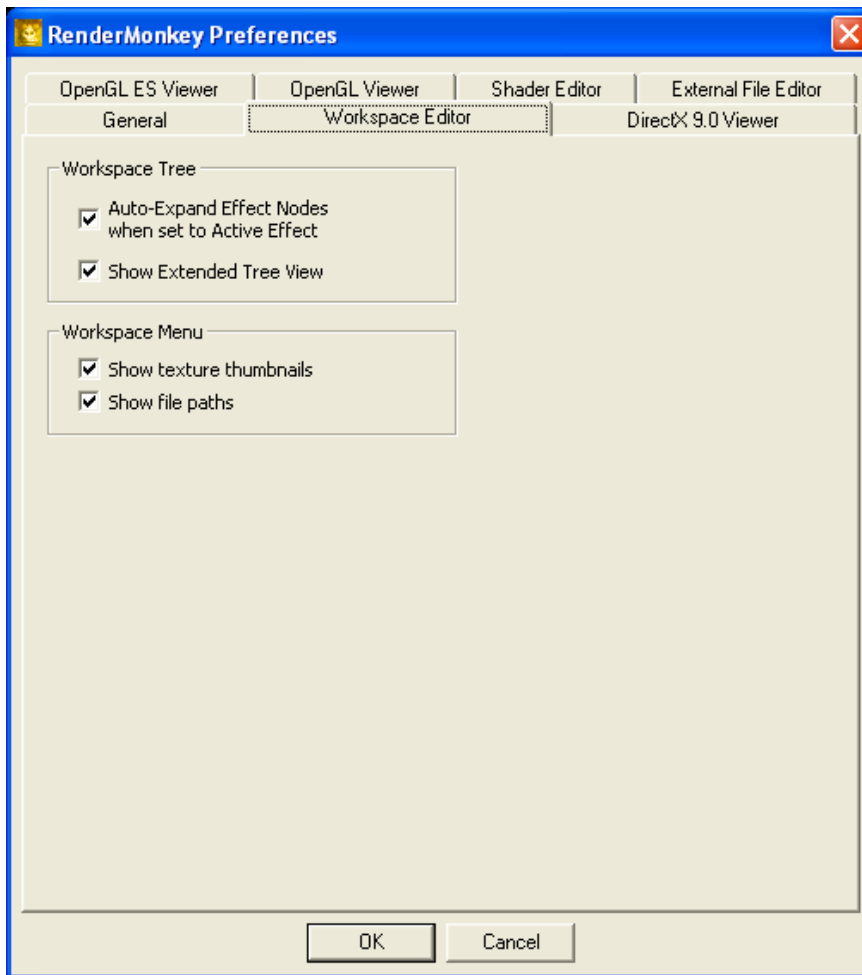 RenderMonkey Preferences
OpenGL ES Viewer
OpenGL Viewer
Shader Editor
External File Editor
General
Workspace Editor
DirectX 9.0 Viewer
Workspace Tree
Auto-Expand Effect Nodes
when set to Active Effect
Show Extended Tree View
Workspace Menu
Show texture thumbnails
Show file paths
OK
Cancel